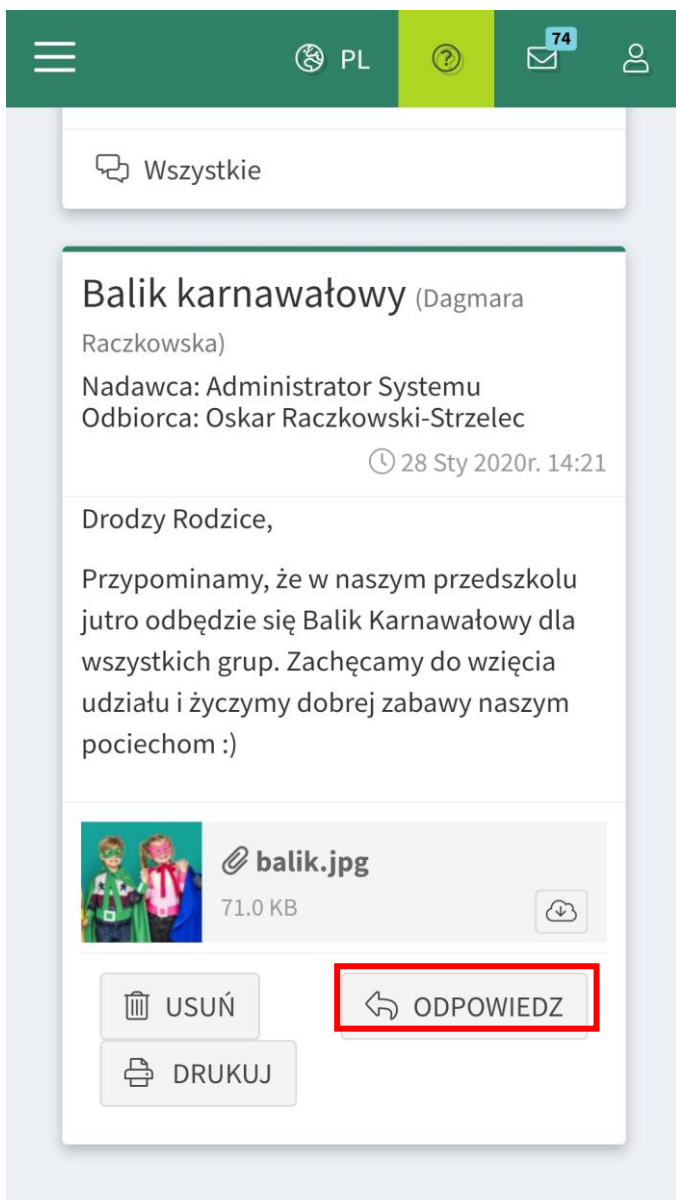 PL
74
Wszystkie
Balik karnawałowy (Dagmara
Raczkowska)
Nadawca: Administrator Systemu
Odbiorca: Oskar Raczkowski-Strzelec
28 Sty 2020r. 14:21
Drodzy Rodzice,
Przypominamy, że w naszym przedszkolu
jutro odbędzie się Balik Karnawałowy dla
wszystkich grup. Zachęcamy do wzięcia
udziału i życzymy dobrej zabawy naszym
pociechom :)
balik.jpg
71.0 KB
USUŃ
ODPOWIEDZ
DRUKUJ